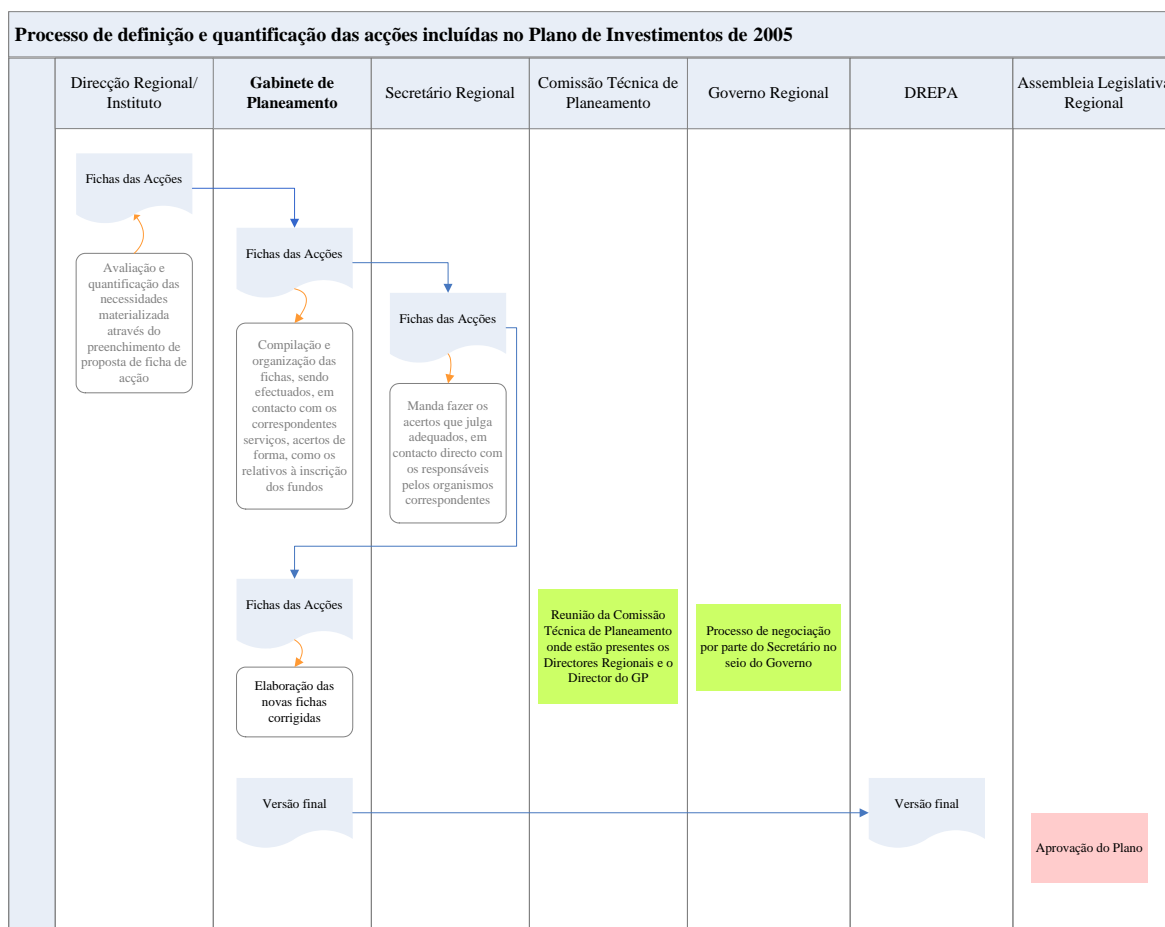 Processo de definição e quantificação das acções incluídas no Plano de Investimentos de 2005
Direcção Regional/
Instituto
Gabinete de
Planeamento
Secretário Regional
Comissão Técnica de
Planeamento
Governo Regional
DREPA
Assembleia Legislativa
Regional
Fichas das Acções
Avaliação e
quantificação das
necessidades
materializada
através do
preenchimento de
proposta de ficha de
acção
Fichas das Acções
Compilação e
organização das
fichas, sendo
efectuados, em
contacto com os
correspondentes
serviços, acertos de
forma, como os
relativos à inscrição
dos fundos
Fichas das Acções
Manda fazer os
acertos que julga
adequados, em
contacto directo com
os responsáveis
pelos organismos
correspondentes
Fichas das Acções
Elaboração das
novas fichas
corrigidas
Reunião da Comissão
Técnica de Planeamento
onde estão presentes os
Directores Regionais e o
Director do GP
Processo de negociação
por parte do Secretário no
seio do Governo
Versão final
Versão final
Aprovação do Plano